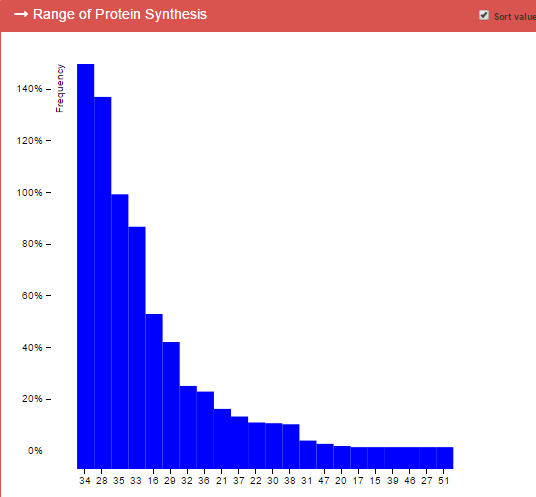 → Range of Protein Synthesis
Sort value
Frequency
140%
120%
100%
80%
60%
40%
20%
0%
34 28 35 33 16 29 32 36 21 37 22 30 38 31 47 20 17 15 39 46 27 51